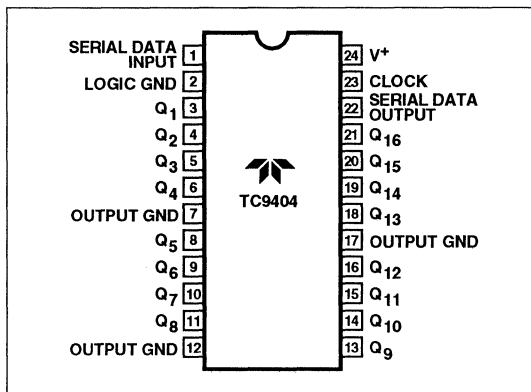 SERIAL DATA INPUT 1
LOGIC GND 2
Q1 3
Q2 4
Q3 5
Q4 6
OUTPUT GND 7
Q5 8
Q6 9
Q7 10
Q8 11
OUTPUT GND 12
TC9404
24 V+
23 CLOCK
22 SERIAL DATA OUTPUT
21 Q16
20 Q15
19 Q14
18 Q13
17 OUTPUT GND
16 Q12
15 Q11
14 Q10
13 Q9